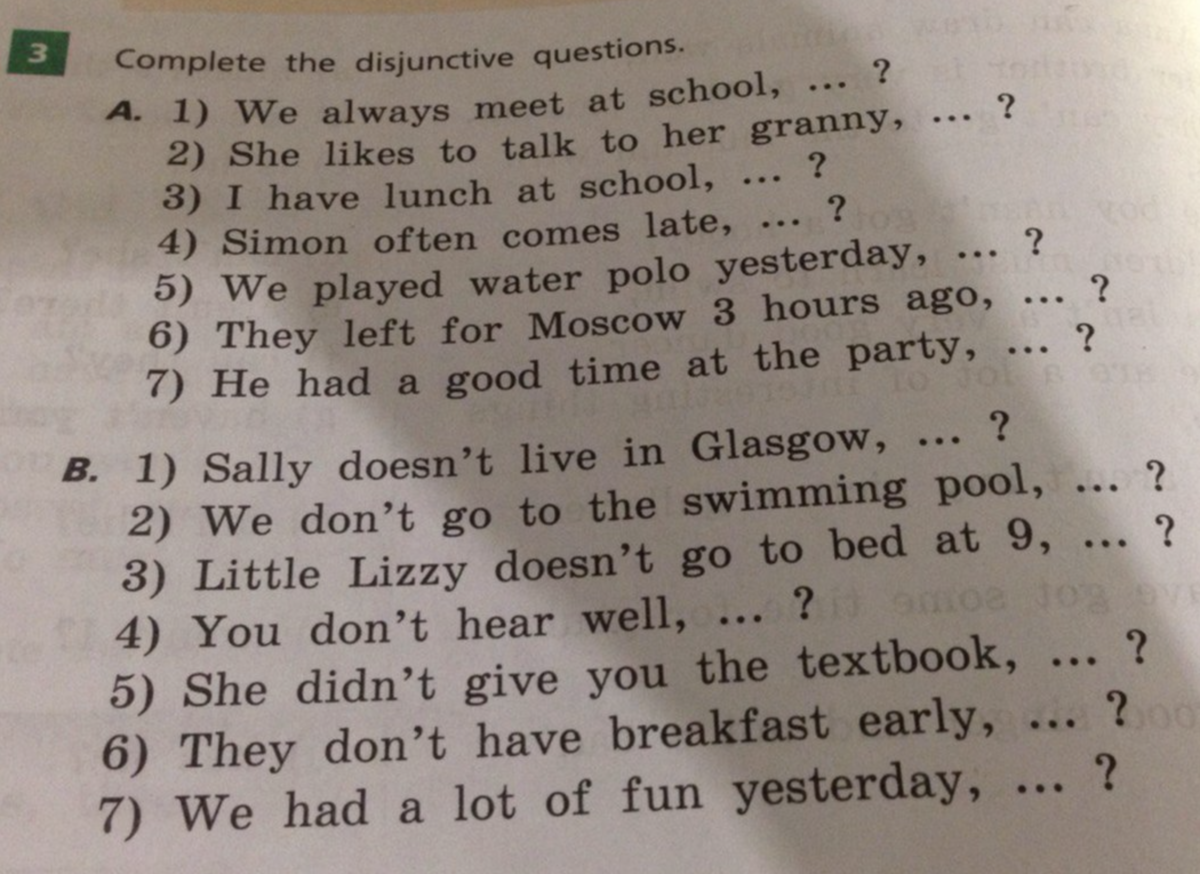 3 Complete the disjunctive questions.
A. 1) We always meet at school, ... ?
2) She likes to talk to her granny, ... ?
3) I have lunch at school, ... ?
4) Simon often comes late, ... ?
5) We played water polo yesterday, ... ?
6) They left for Moscow 3 hours ago, ... ?
7) He had a good time at the party, ... ?
B. 1) Sally doesn't live in Glasgow, ... ?
2) We don't go to the swimming pool, ... ?
3) Little Lizzy doesn't go to bed at 9, ... ?
4) You don't hear well, ... ?
5) She didn't give you the textbook, ... ?
6) They don't have breakfast early, ... ?
7) We had a lot of fun yesterday, ... ?